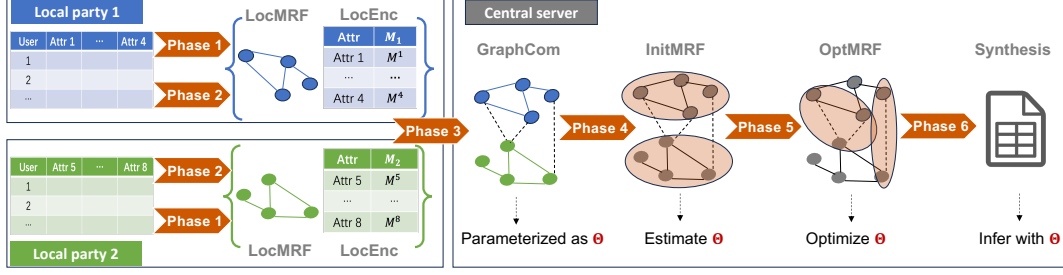 Local party 1
LocMRF
LocEnc
User Attr 1 ... Attr 4
1
2
...
Phase 1
Phase 2
Attr M₁
Attr 1 M¹
... ...
Attr 4 M⁴
User Attr 5 ... Attr 8
1
2
...
Phase 2
Phase 1
Attr M₂
Attr 5 M⁵
... ...
Attr 8 M⁸
LocMRF
LocEnc
Local party 2
Phase 3
Central server
GraphCom
InitMRF
OptMRF
Synthesis
Phase 4
Phase 5
Phase 6
Parameterized as Θ
Estimate Θ
Optimize Θ
Infer with Θ